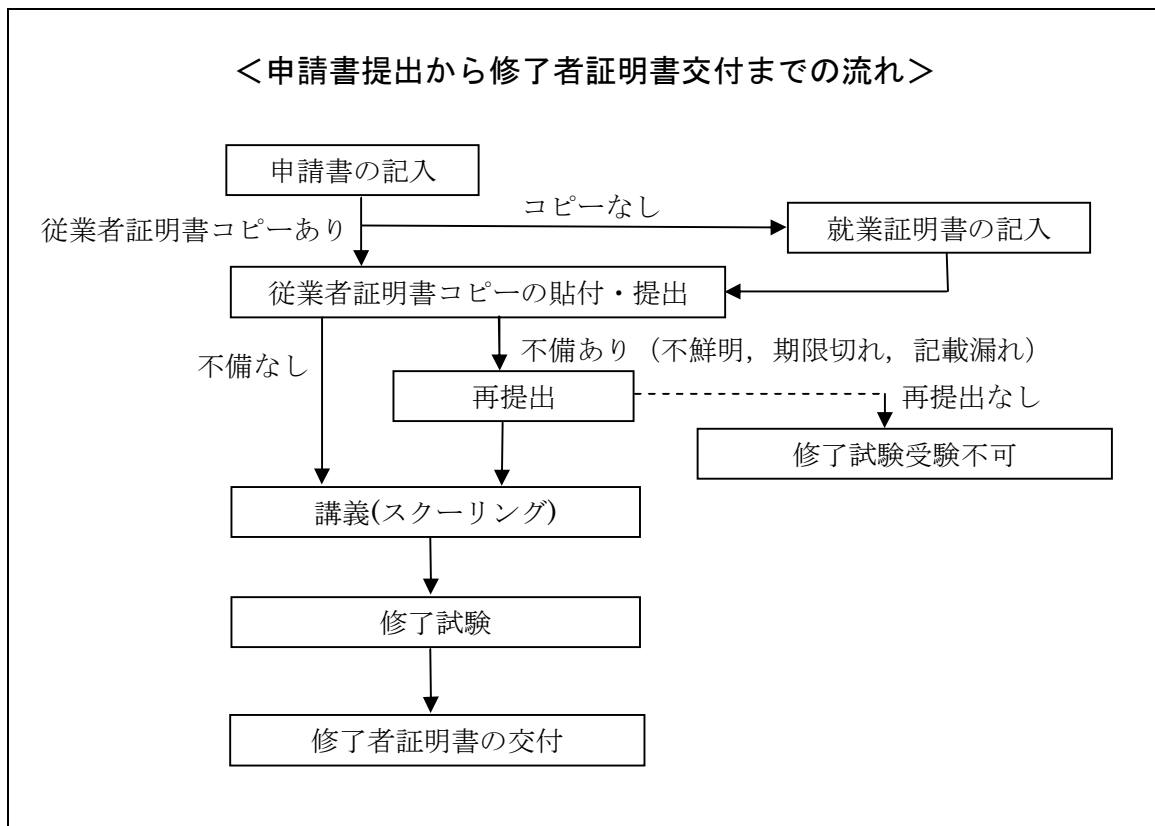 ＜申請書提出から修了者証明書交付までの流れ＞
申請書の記入
コピーなし
従業者証明書コピーあり
就業証明書の記入
従業者証明書コピーの貼付・提出
不備なし
不備あり（不鮮明，期限切れ，記載漏れ）
再提出
再提出なし
修了試験受験不可
講義(スクーリング)
修了試験
修了者証明書の交付